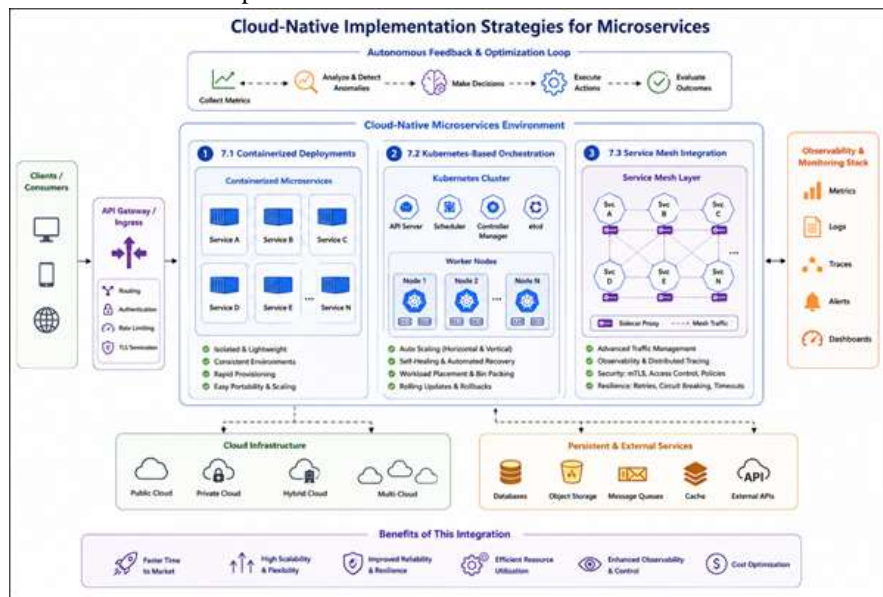 Cloud-Native Implementation Strategies for Microservices
Autonomous Feedback & Optimization Loop
Collect Metrics
Analyze & Detect
Anomalies
Make Decisions
Execute
Actions
Evaluate
Outcomes
Cloud-Native Microservices Environment
Clients /
Consumers
API Gateway /
Ingress
Routing
Authentication
Rate Limiting
TLS Termination
1 7.1 Containerized Deployments
Containerized Microservices
Service A
Service B
Service C
Service D
Service E
...
Service N
Isolated & Lightweight
Consistent Environments
Rapid Provisioning
Easy Portability & Scaling
2 7.2 Kubernetes-Based Orchestration
Kubernetes Cluster
API Server
Scheduler
Controller
Manager
etcd
Worker Nodes
Node 1
Node 2
...
Node N
Auto Scaling (Horizontal & Vertical)
Self-Healing & Automated Recovery
Workload Placement & Bin Packing
Rolling Updates & Rollbacks
3 7.3 Service Mesh Integration
Service Mesh Layer
Svc
A
Svc
B
Svc
C
...
Svc
D
Svc
E
Svc
N
Sidecar Proxy
Mesh Traffic
Advanced Traffic Management
Observability & Distributed Tracing
Security: mTLS, Access Control, Policies
Resilience: Retries, Circuit Breaking, Timeouts
Observability &
Monitoring Stack
Metrics
Logs
Traces
Alerts
Dashboards
Cloud Infrastructure
Public Cloud
Private Cloud
Hybrid Cloud
Multi-Cloud
Persistent & External Services
Databases
Object Storage
Message Queues
Cache
API
External APIs
Benefits of This Integration
Faster Time
to Market
High Scalability
& Flexibility
Improved Reliability
& Resilience
Efficient Resource
Utilization
Enhanced Observability
& Control
$
Cost Optimization